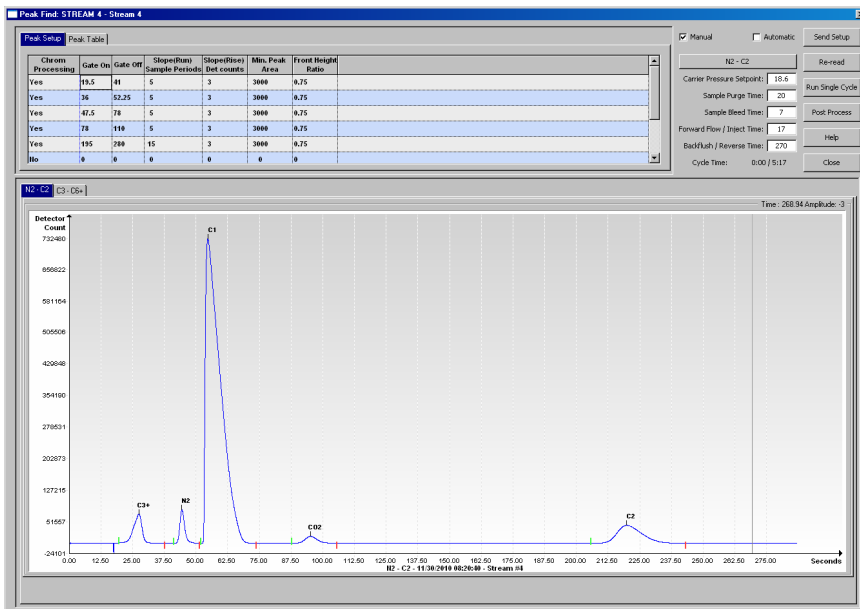 Peak Find: STREAM 4 - Stream 4
Peak Setup Peak Table
Chrom Processing Gate On Gate Off Slope(Run) Sample Periods Slope(Rise) Det counts Min. Peak Area Front Height Ratio
Yes 19.5 41 5 3 3000 0.75
Yes 36 52.25 5 3 3000 0.75
Yes 47.5 78 5 3 3000 0.75
Yes 78 110 5 3 3000 0.75
Yes 195 280 15 3 3000 0.75
No 0 0 0 0 0 0
Manual Automatic Send Setup
N2 - C2 Re-read
Carrier Pressure Setpoint: 18.6
Run Single Cycle
Sample Purge Time: 20
Sample Bleed Time: 7 Post Process
Forward Flow / Inject Time: 17
Help
Backflush / Reverse Time: 270
Cycle Time: 0:00 / 5:17 Close
N2 - C2 C3 - C6+
Time : 268.94 Amplitude: -3
Detector Count
C1
732480
656822
581164
505506
429848
354190
278531
202873
127215
C3+ N2
51557
CO2 C2
-24101
0.00 12.50 25.00 37.50 50.00 62.50 75.00 87.50 100.00 112.50 125.00 137.50 150.00 162.50 175.00 187.50 200.00 212.50 225.00 237.50 250.00 262.50 275.00 Seconds
N2 - C2 - 11/30/2010 08:20:40 - Stream #4